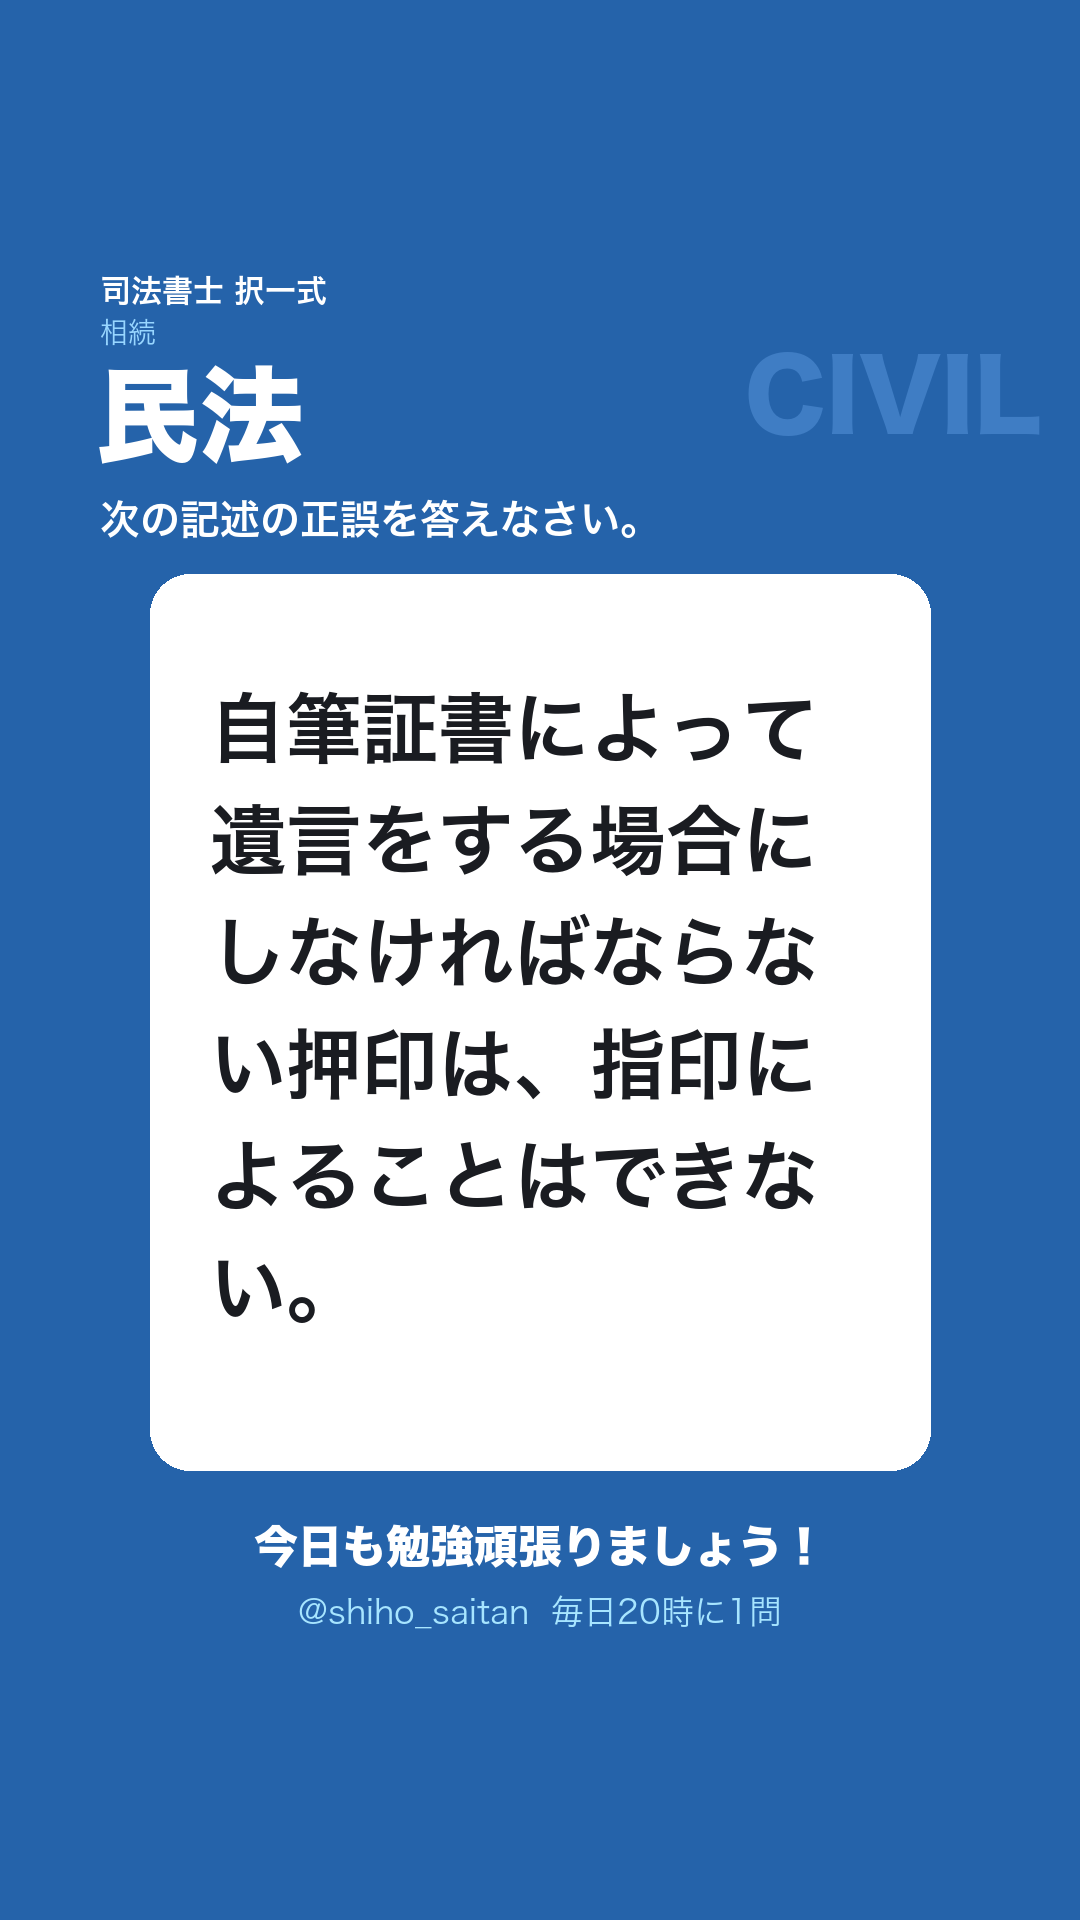 司法書士 択一式
相続
民法
CIVIL
次の記述の正誤を答えなさい。
自筆証書によって
遺言をする場合に
しなければならな
い押印は、指印に
よることはできな
い。
今日も勉強頑張りましょう！
@shiho_saitan 毎日20時に1問